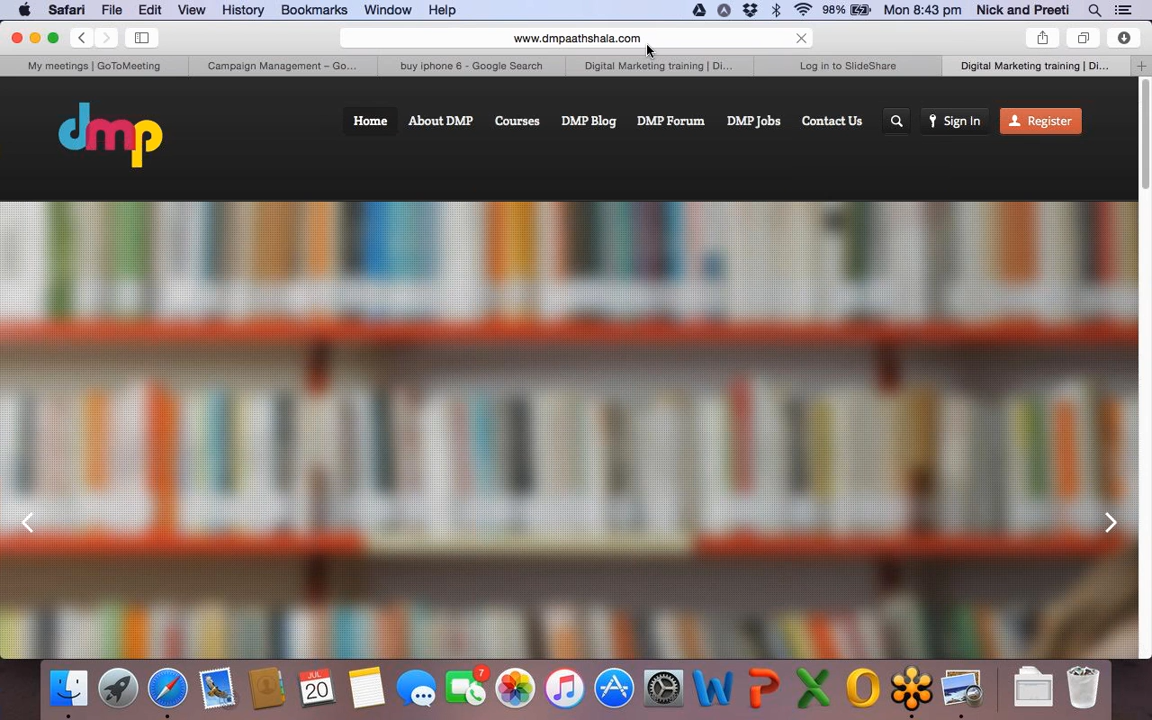 Safari File Edit View History Bookmarks Window Help 98% Mon 8:43 pm Nick and Preeti
www.dmpaathshala.com
My meetings | GoToMeeting Campaign Management – Go... buy iphone 6 - Google Search Digital Marketing training | Di... Log in to SlideShare Digital Marketing training | Di... +
dmp Home About DMP Courses DMP Blog DMP Forum DMP Jobs Contact Us Sign In Register
7
JUL
20
W P X O